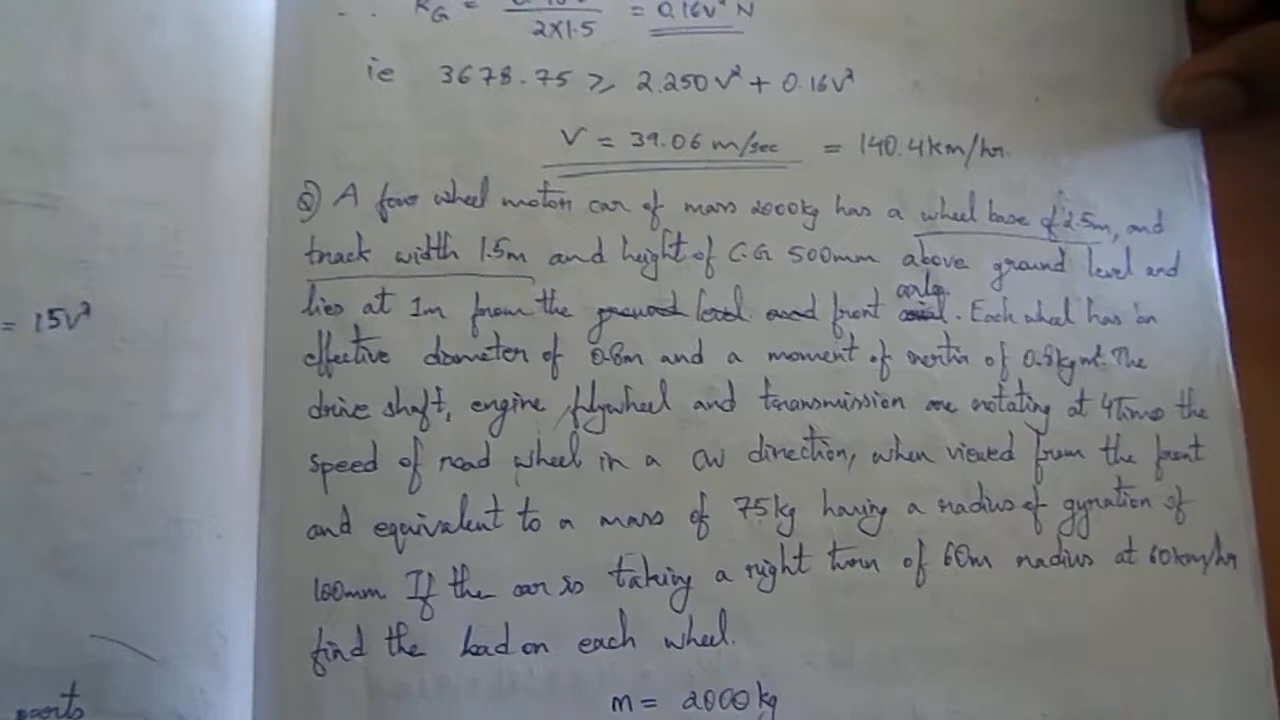 = 0.16V² N
2×1.5
ie 3678.75 ≥ 2.250V² + 0.16V²
V = 39.06 m/sec = 140.4 km/hr.
Q) A four wheel motor car of mass 2000kg has a wheel base of 2.5m, and
track width 1.5m and height of C.G 500mm above ground level and
lies at 1m from the ground level and front axle. Each wheel has an
effective diameter of 0.8m and a moment of inertia of 0.8kgm². The
drive shaft, engine flywheel and transmission are rotating at 4 times the
speed of road wheel in a CW direction, when viewed from the front
and equivalent to a mass of 75kg having a radius of gyration of
100mm. If the car is taking a right turn of 60m radius at 60km/hr
find the load on each wheel.
m = 2000kg
= 15V²